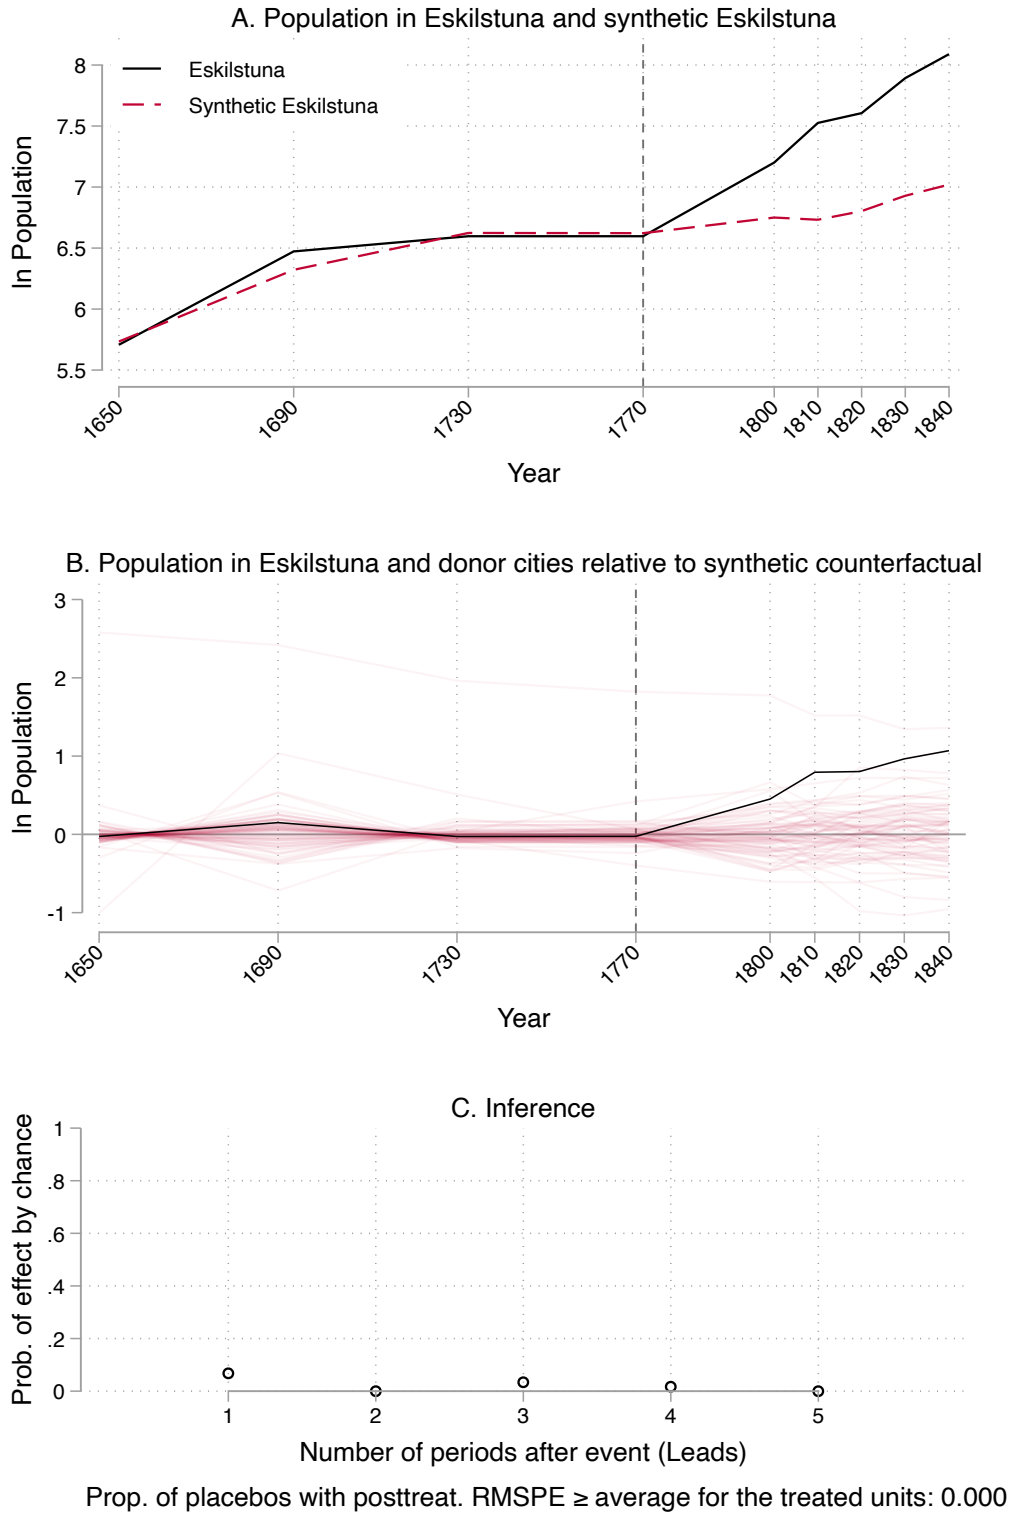 A. Population in Eskilstuna and synthetic Eskilstuna
Eskilstuna
Synthetic Eskilstuna
ln Population
8
7.5
7
6.5
6
5.5
1650 1690 1730 1770 1800 1810 1820 1830 1840
Year
B. Population in Eskilstuna and donor cities relative to synthetic counterfactual
ln Population
3
2
1
0
-1
1650 1690 1730 1770 1800 1810 1820 1830 1840
Year
C. Inference
Prob. of effect by chance
1
.8
.6
.4
.2
0
1 2 3 4 5
Number of periods after event (Leads)
Prop. of placebos with posttreat. RMSPE ≥ average for the treated units: 0.000